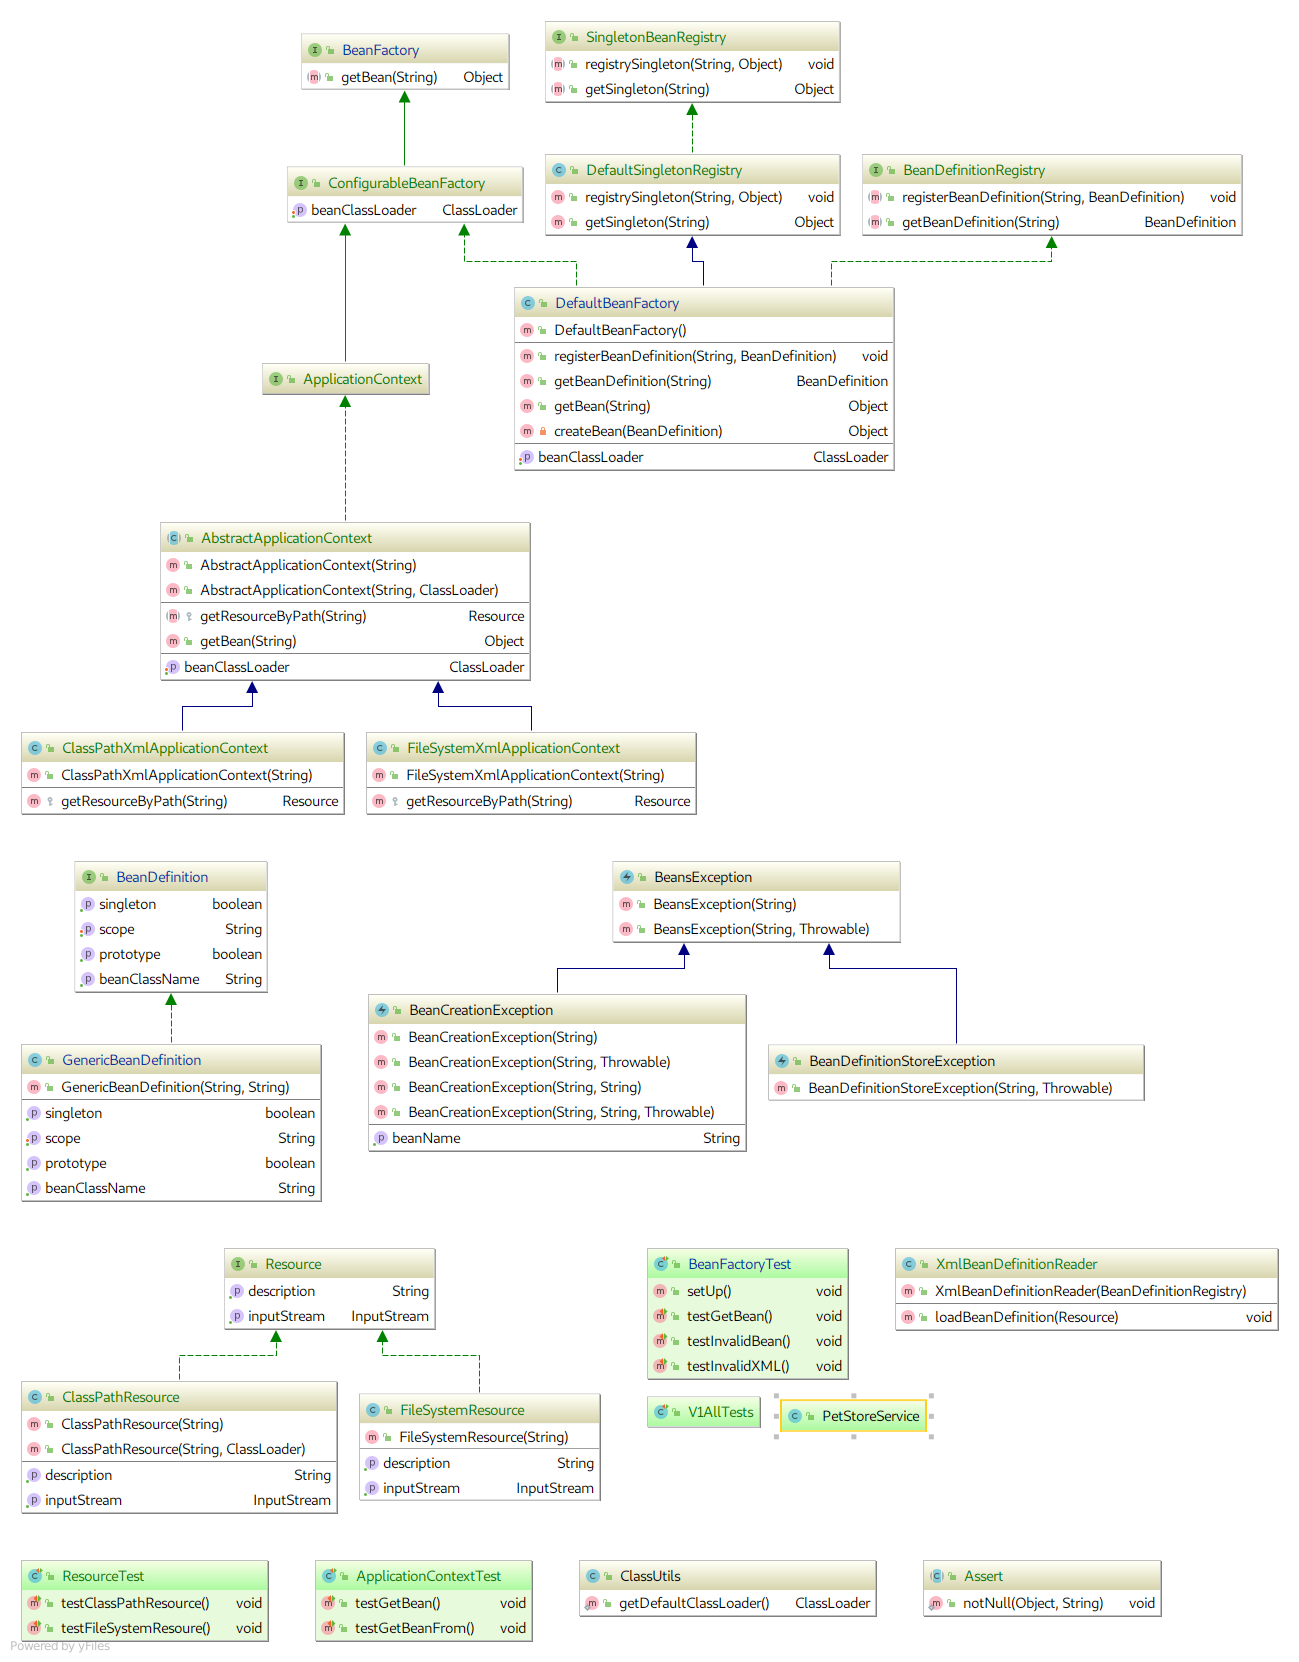 BeanFactory
getBean(String) Object
SingletonBeanRegistry
registrySingleton(String, Object) void
getSingleton(String) Object
ConfigurableBeanFactory
beanClassLoader ClassLoader
DefaultSingletonRegistry
registrySingleton(String, Object) void
getSingleton(String) Object
BeanDefinitionRegistry
registerBeanDefinition(String, BeanDefinition) void
getBeanDefinition(String) BeanDefinition
DefaultBeanFactory
DefaultBeanFactory()
registerBeanDefinition(String, BeanDefinition) void
getBeanDefinition(String) BeanDefinition
getBean(String) Object
createBean(BeanDefinition) Object
beanClassLoader ClassLoader
ApplicationContext
AbstractApplicationContext
AbstractApplicationContext(String)
AbstractApplicationContext(String, ClassLoader)
getResourceByPath(String) Resource
getBean(String) Object
beanClassLoader ClassLoader
ClassPathXmlApplicationContext
ClassPathXmlApplicationContext(String)
getResourceByPath(String) Resource
FileSystemXmlApplicationContext
FileSystemXmlApplicationContext(String)
getResourceByPath(String) Resource
BeanDefinition
singleton boolean
scope String
prototype boolean
beanClassName String
BeansException
BeansException(String)
BeansException(String, Throwable)
GenericBeanDefinition
GenericBeanDefinition(String, String)
singleton boolean
scope String
prototype boolean
beanClassName String
BeanCreationException
BeanCreationException(String)
BeanCreationException(String, Throwable)
BeanCreationException(String, String)
BeanCreationException(String, String, Throwable)
beanName String
BeanDefinitionStoreException
BeanDefinitionStoreException(String, Throwable)
Resource
description String
inputStream InputStream
BeanFactoryTest
setUp() void
testGetBean() void
testInvalidBean() void
testInvalidXML() void
XmlBeanDefinitionReader
XmlBeanDefinitionReader(BeanDefinitionRegistry)
loadBeanDefinition(Resource) void
ClassPathResource
ClassPathResource(String)
ClassPathResource(String, ClassLoader)
description String
inputStream InputStream
FileSystemResource
FileSystemResource(String)
description String
inputStream InputStream
V1AllTests
PetStoreService
ResourceTest
testClassPathResource() void
testFileSystemResoure() void
ApplicationContextTest
testGetBean() void
testGetBeanFrom() void
ClassUtils
getDefaultClassLoader() ClassLoader
Assert
notNull(Object, String) void
Powered by yFiles